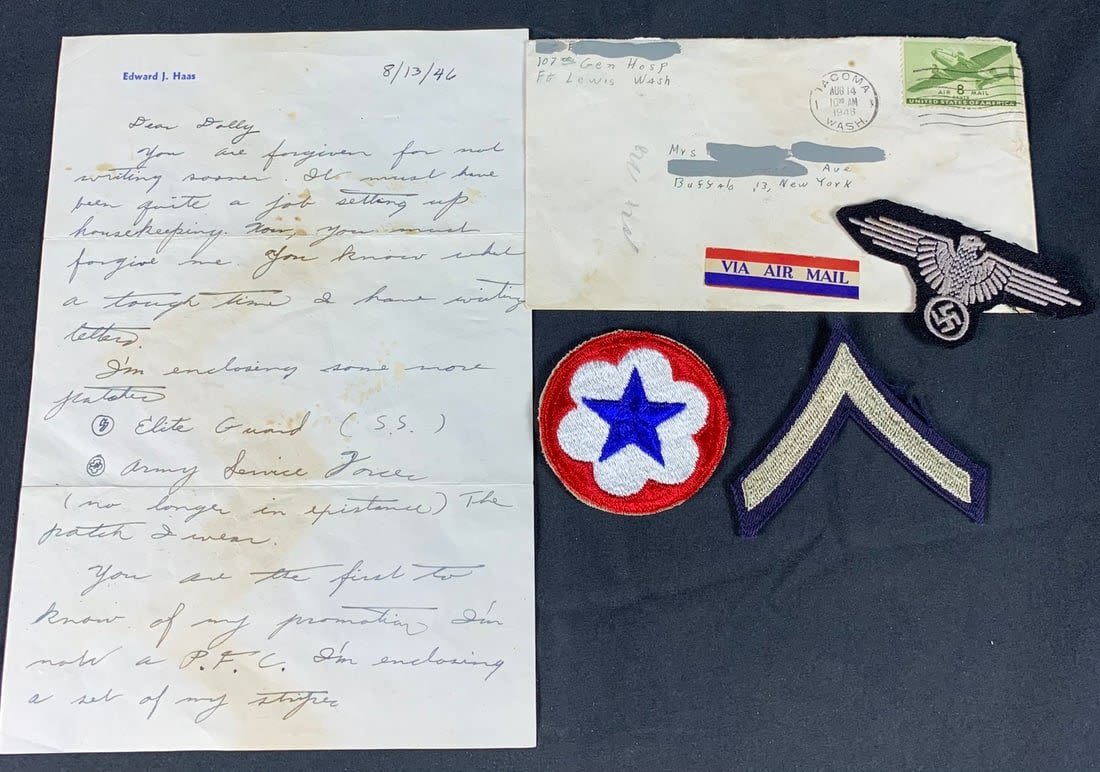 Edward J. Haas
8/13/46
Dear Dolly
You are forgiven for not
writing sooner. It must have
been quite a job setting up
housekeeping. Now, you must
forgive me. You know what
a tough time I have writing
letters.
I'm enclosing some more
patches
Elite Guard (S.S.)
Army Service Forces
(no longer in existance) The
patch I wear.
You are the first to
know of my promotion I'm
now a P.F.C. I'm enclosing
a set of my stripes
107th Gen Hosp
Ft Lewis Wash
TACOMA
AUG 14
10 AM
1946
WASH.
8
AIR MAIL
UNITED STATES OF AMERICA
Mrs
Ave
Buffalo, 13, New York
VIA AIR MAIL